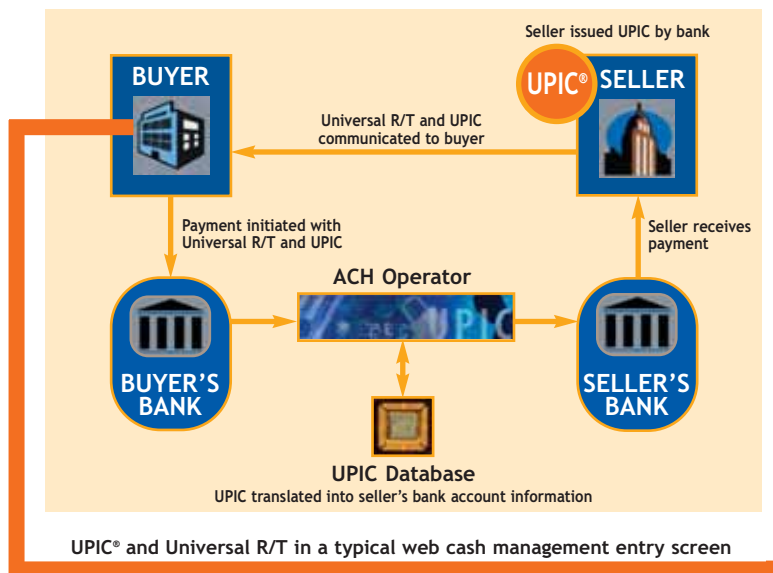 Seller issued UPIC by bank
BUYER
UPIC®
SELLER
Universal R/T and UPIC
communicated to buyer
Payment initiated with
Universal R/T and UPIC
Seller receives
payment
ACH Operator
UPIC
BUYER'S
BANK
SELLER'S
BANK
UPIC Database
UPIC translated into seller's bank account information
UPIC® and Universal R/T in a typical web cash management entry screen